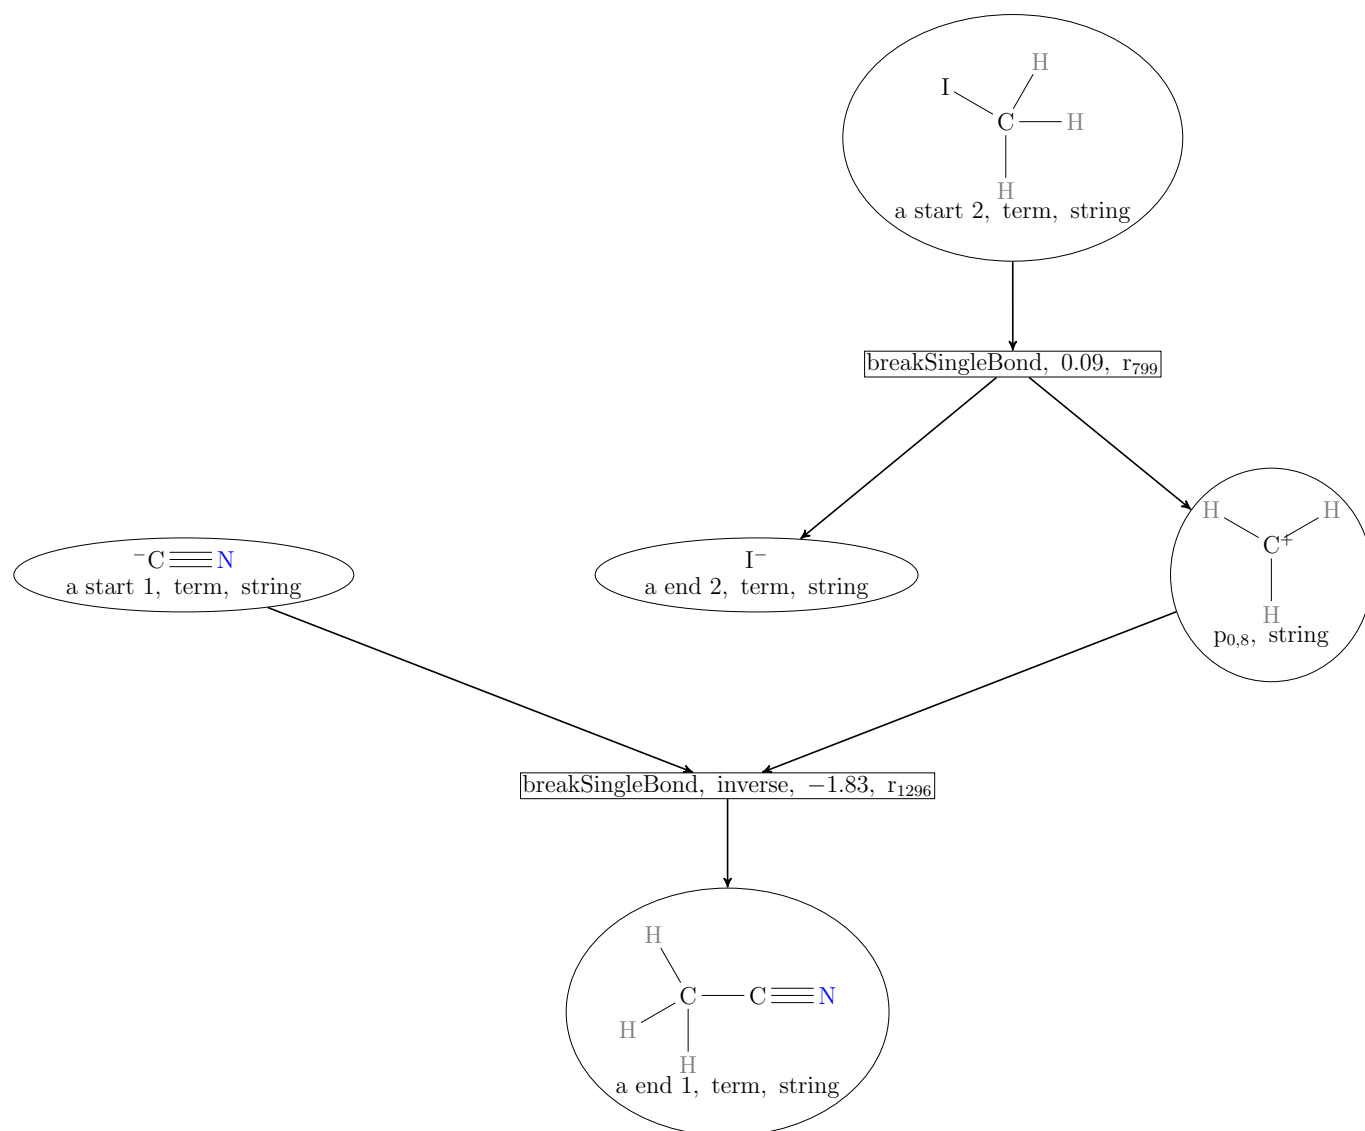 H
I
C H
H
a start 2, term, string
breakSingleBond, 0.09, r₇₉₉
H H
C⁺
H
p₀,₈, string
⁻C N
a start 1, term, string
I⁻
a end 2, term, string
breakSingleBond, inverse, −1.83, r₁₂₉₆
H
C C N
H
H
a end 1, term, string